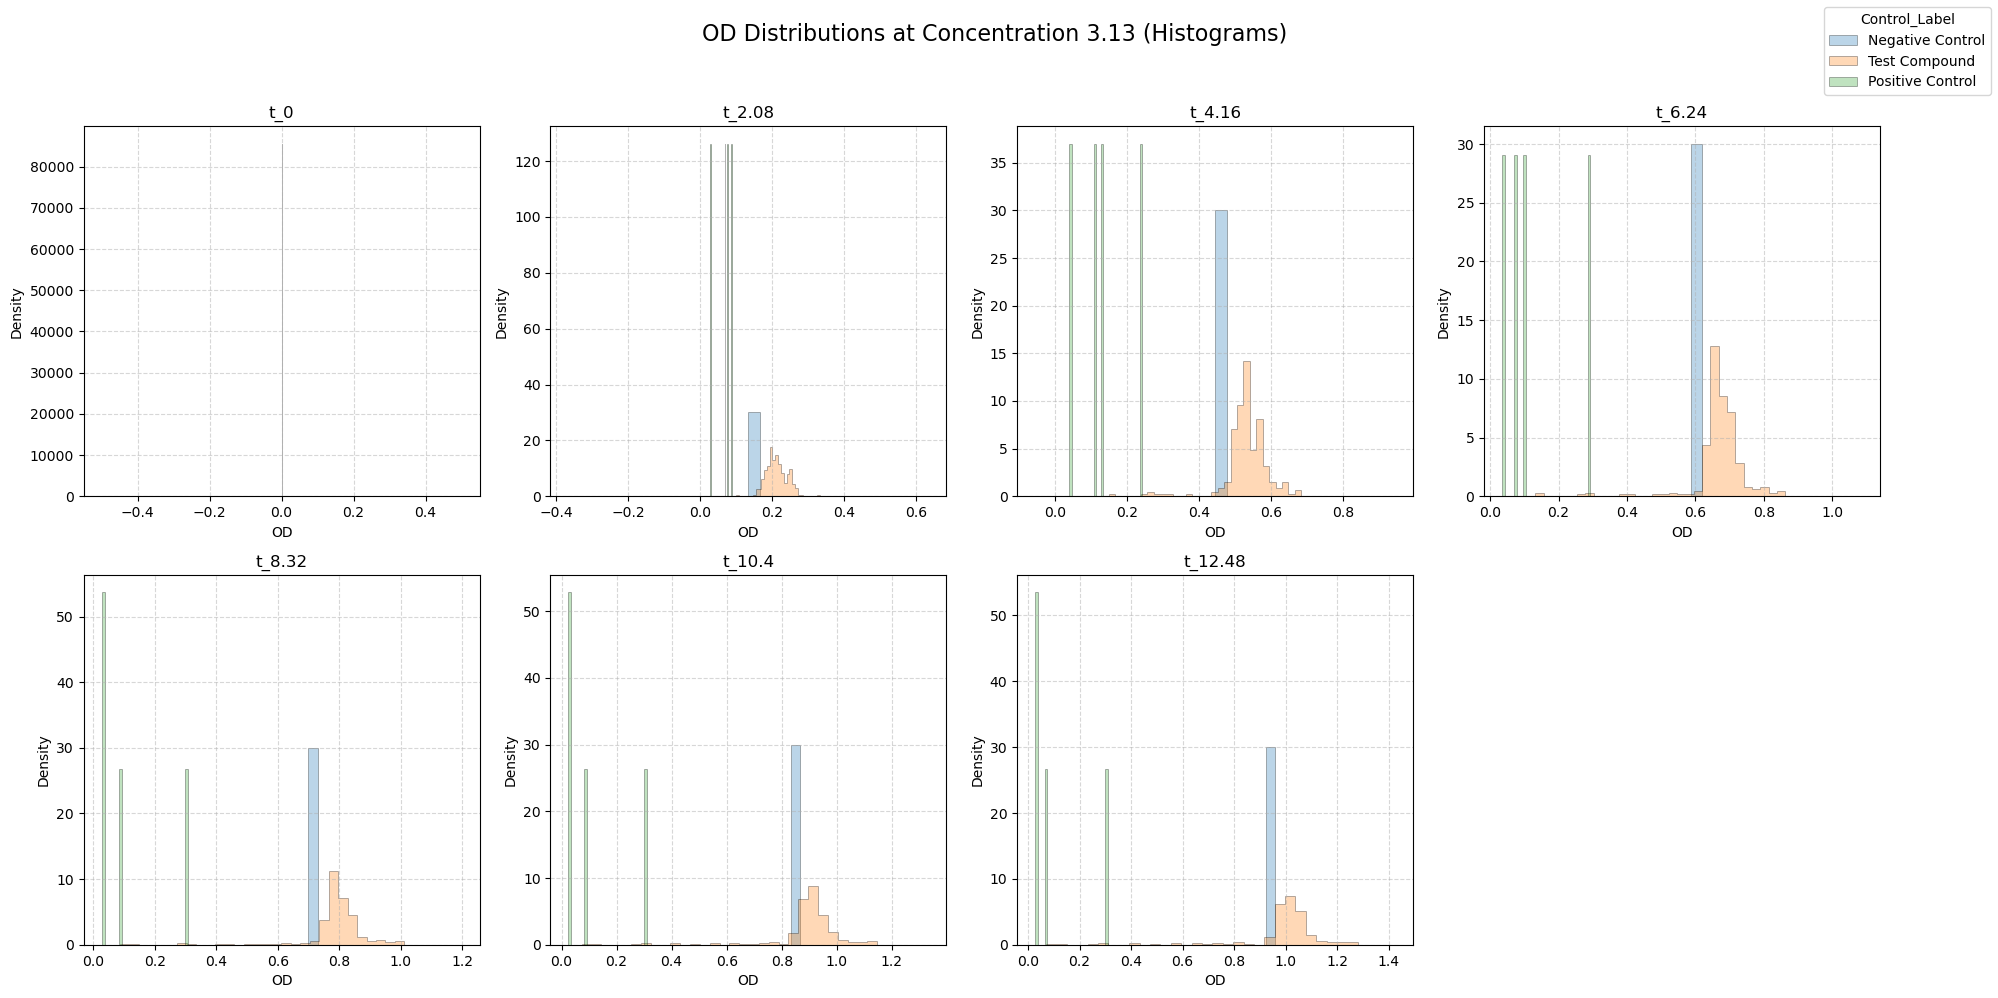 OD Distributions at Concentration 3.13 (Histograms)
Control_Label
Negative Control
Test Compound
Positive Control
t_0
80000
70000
60000
50000
40000
30000
20000
10000
0
Density
−0.4 −0.2 0.0 0.2 0.4
OD
t_2.08
120
100
80
60
40
20
0
Density
−0.4 −0.2 0.0 0.2 0.4 0.6
OD
t_4.16
35
30
25
20
15
10
5
0
Density
0.0 0.2 0.4 0.6 0.8
OD
t_6.24
30
25
20
15
10
5
0
Density
0.0 0.2 0.4 0.6 0.8 1.0
OD
t_8.32
50
40
30
20
10
0
Density
0.0 0.2 0.4 0.6 0.8 1.0 1.2
OD
t_10.4
50
40
30
20
10
0
Density
0.0 0.2 0.4 0.6 0.8 1.0 1.2
OD
t_12.48
50
40
30
20
10
0
Density
0.0 0.2 0.4 0.6 0.8 1.0 1.2 1.4
OD